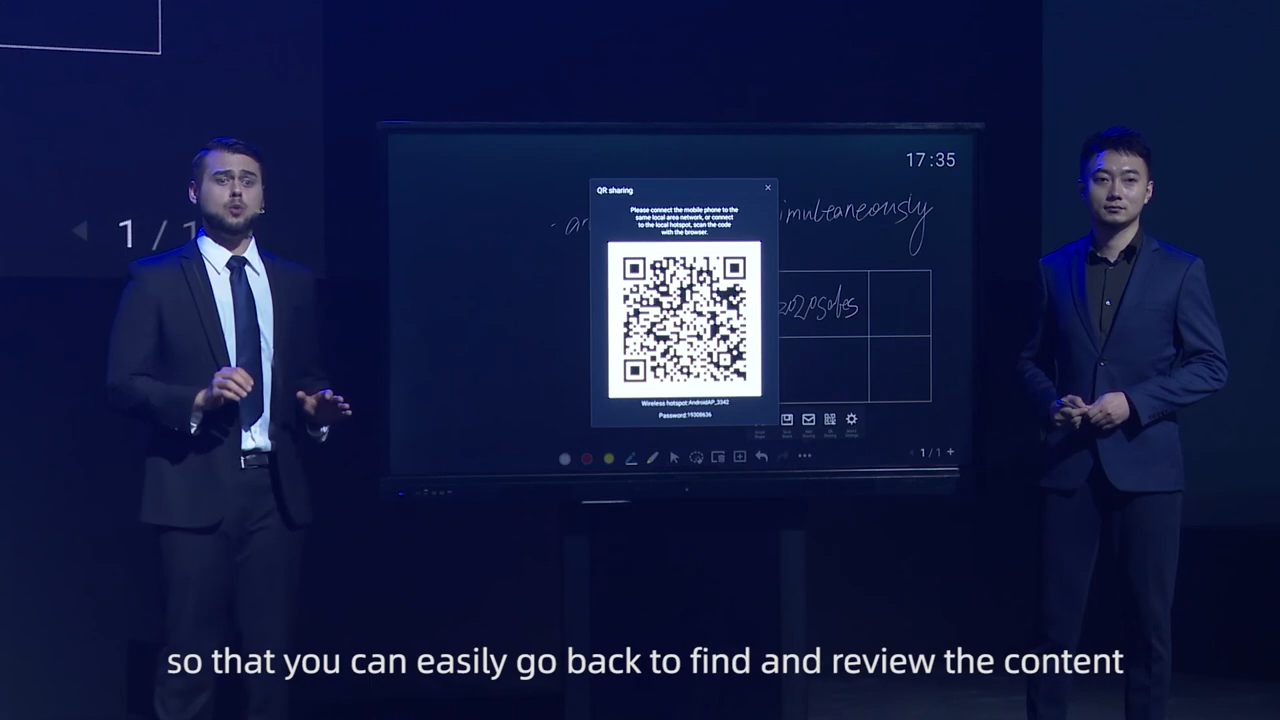 1 / 1
17:35
QR sharing
Please connect the mobile phone to the
same local area network, or connect
to the local hotspot, scan the code
with the browser.
Wireless hotspot:AndroidAP_3342
Password:19308636
2020
1/1
so that you can easily go back to find and review the content